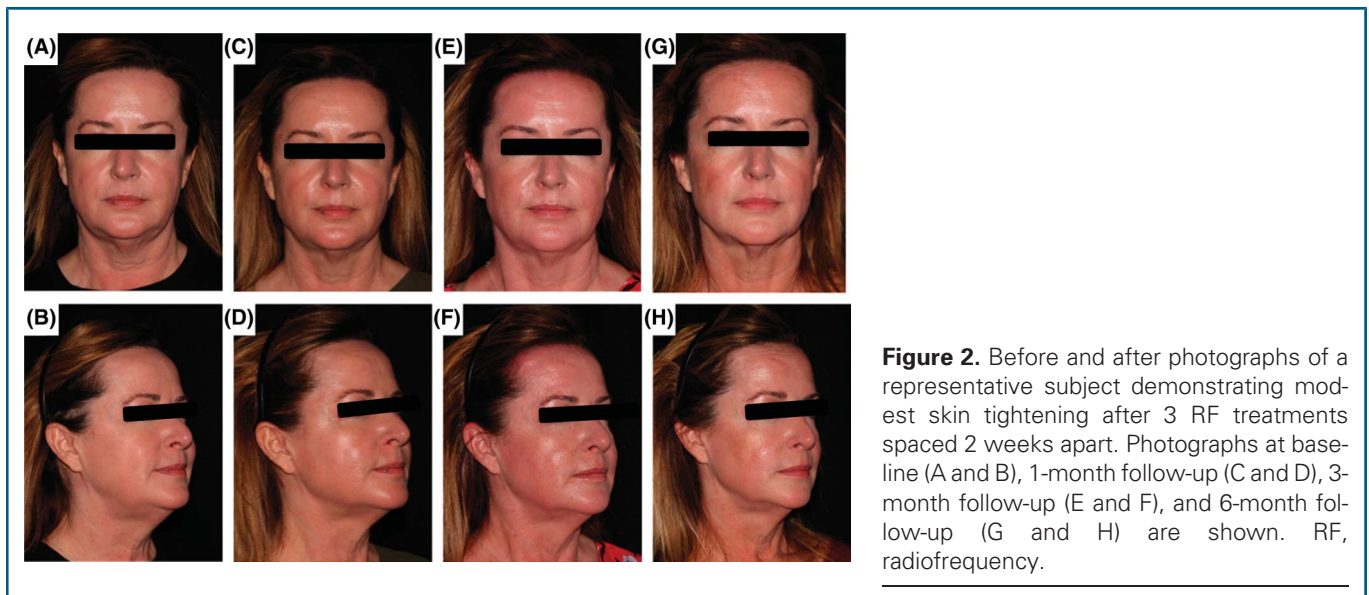 (A) (C) (E) (G)
(B) (D) (F) (H)
Figure 2. Before and after photographs of a
representative subject demonstrating mod-
est skin tightening after 3 RF treatments
spaced 2 weeks apart. Photographs at base-
line (A and B), 1-month follow-up (C and D), 3-
month follow-up (E and F), and 6-month fol-
low-up (G and H) are shown. RF,
radiofrequency.